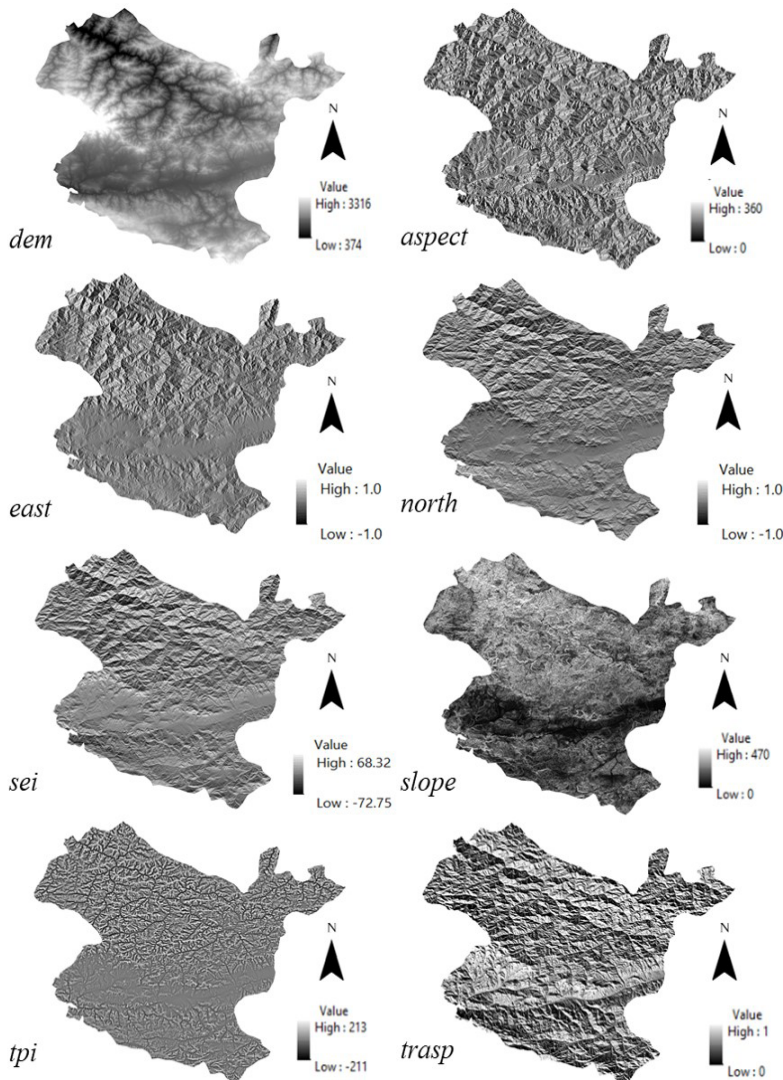 N
Value
High : 3316
Low : 374
dem
N
Value
High : 360
Low : 0
aspect
N
Value
High : 1.0
Low : -1.0
east
N
Value
High : 1.0
Low : -1.0
north
N
Value
High : 68.32
Low : -72.75
sei
N
Value
High : 470
Low : 0
slope
N
Value
High : 213
Low : -211
tpi
N
Value
High : 1
Low : 0
trasp